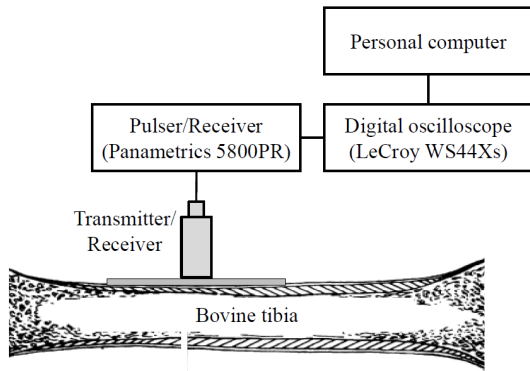 Personal computer
Pulser/Receiver
(Panametrics 5800PR)
Digital oscilloscope
(LeCroy WS44Xs)
Transmitter/
Receiver
Bovine tibia